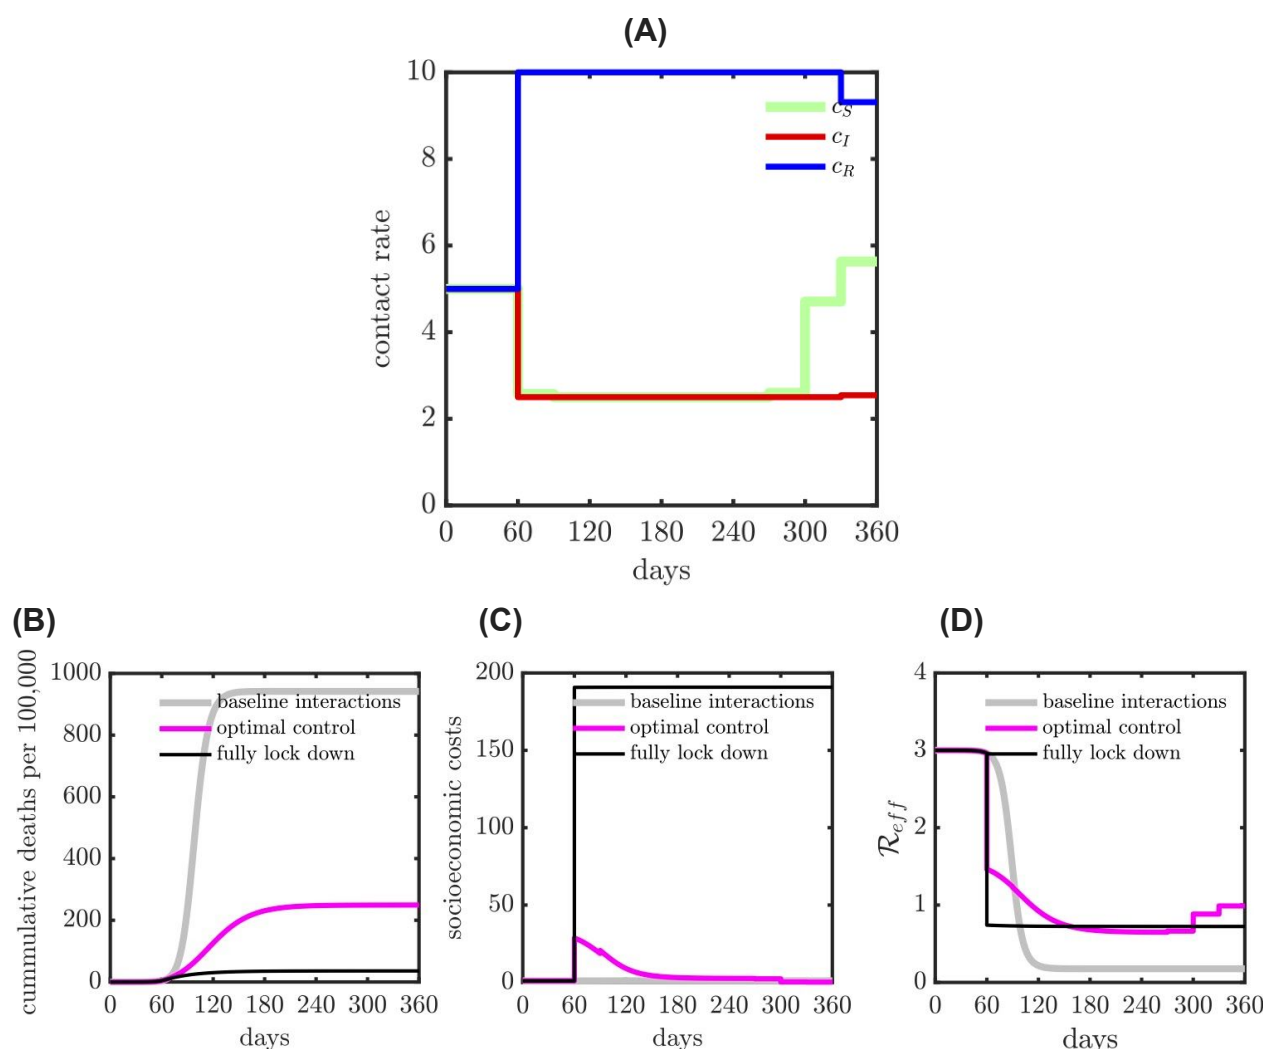 (A)
10
8
6
4
2
0
contact rate
c_S
c_I
c_R
0 60 120 180 240 300 360
days
(B)
1000
800
600
400
200
0
cummulative deaths per 100,000
baseline interactions
optimal control
fully lock down
0 60 120 180 240 300 360
days
(C)
200
150
100
50
0
socioeconomic costs
baseline interactions
optimal control
fully lock down
0 60 120 180 240 300 360
days
(D)
4
3
2
1
0
ℛ_eff
baseline interactions
optimal control
fully lock down
0 60 120 180 240 300 360
days